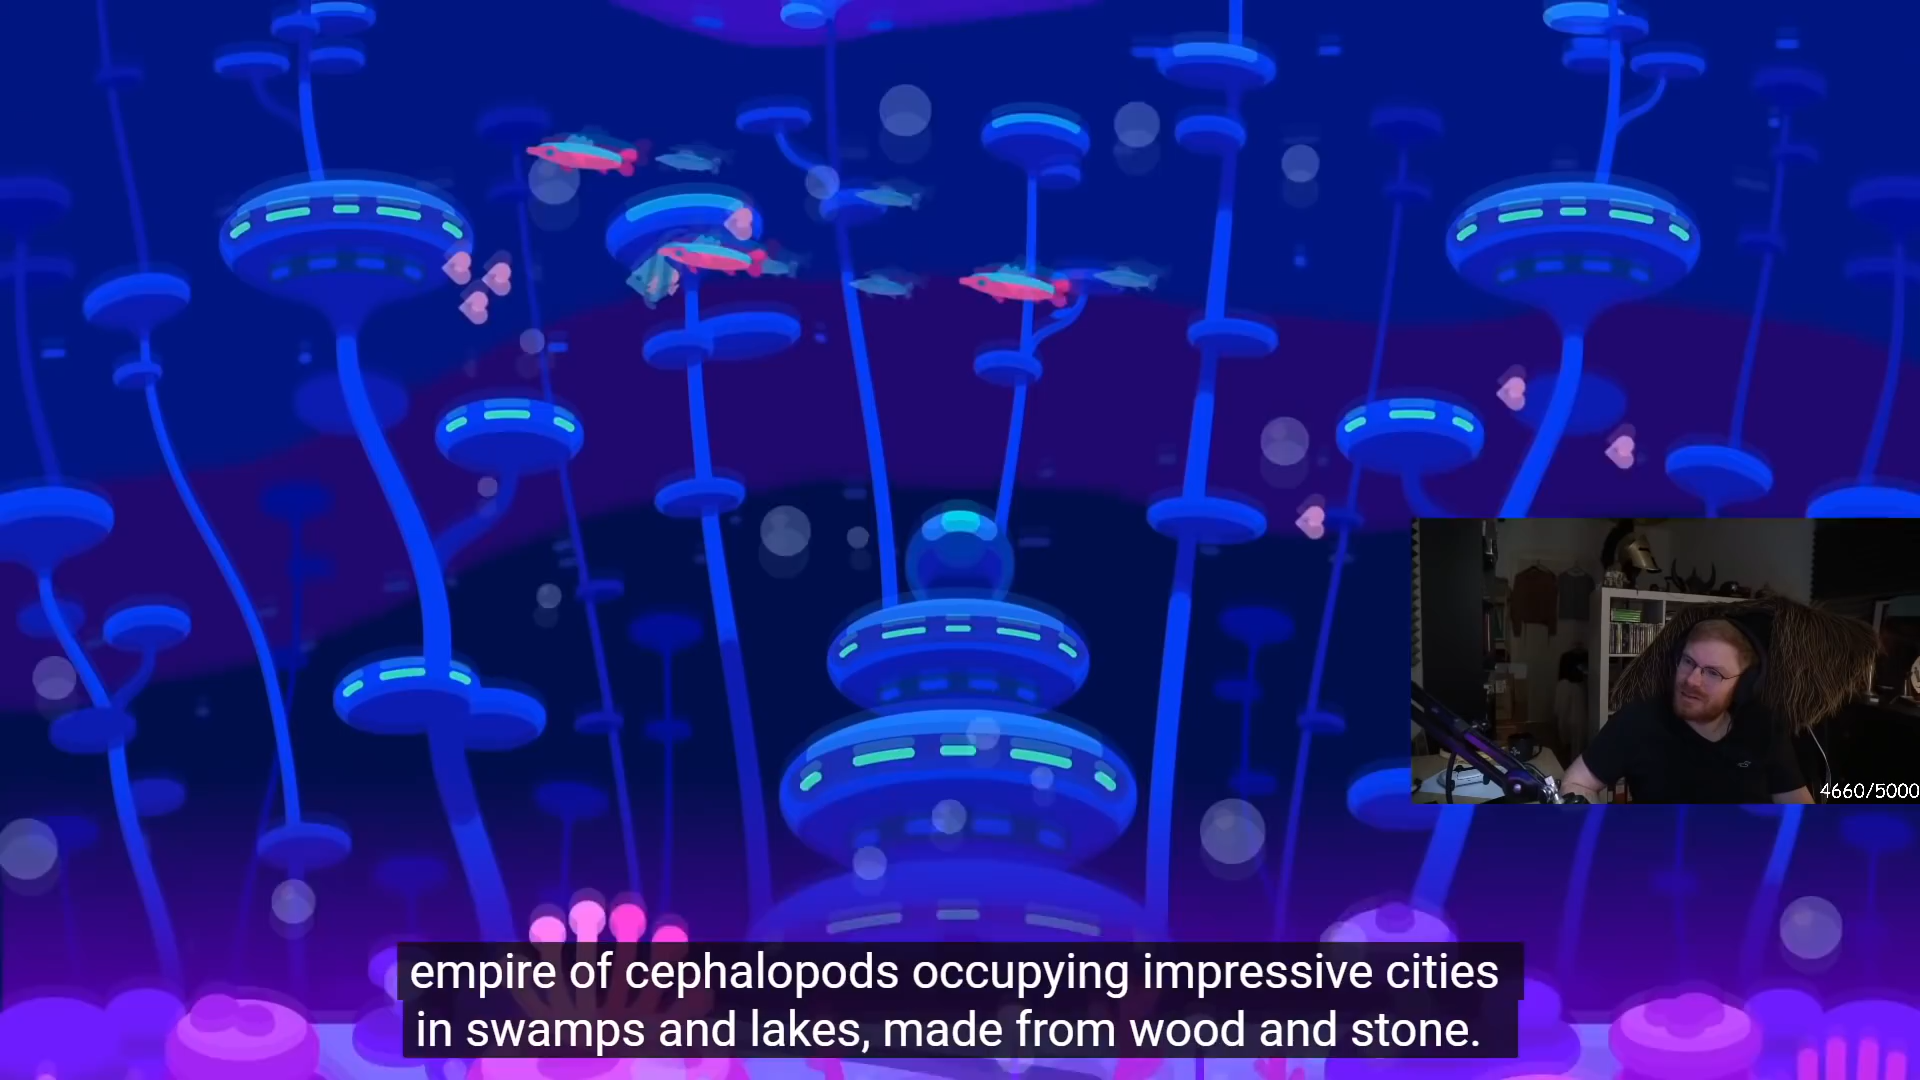 4660/5000
empire of cephalopods occupying impressive cities
in swamps and lakes, made from wood and stone.